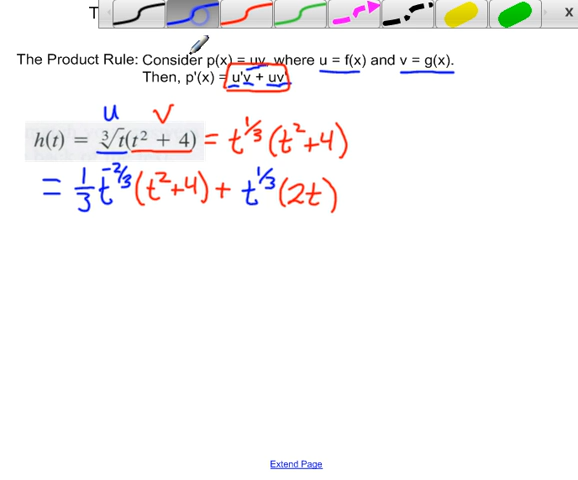 T
x
The Product Rule: Consider p(x) = uv where u = f(x) and v = g(x).
Then, p'(x) = u'v + uv'
u v
h(t) = ∛t(t² + 4) = t^{1/3}(t²+4)
= 1/3 t^{-2/3}(t²+4) + t^{1/3}(2t)
Extend Page